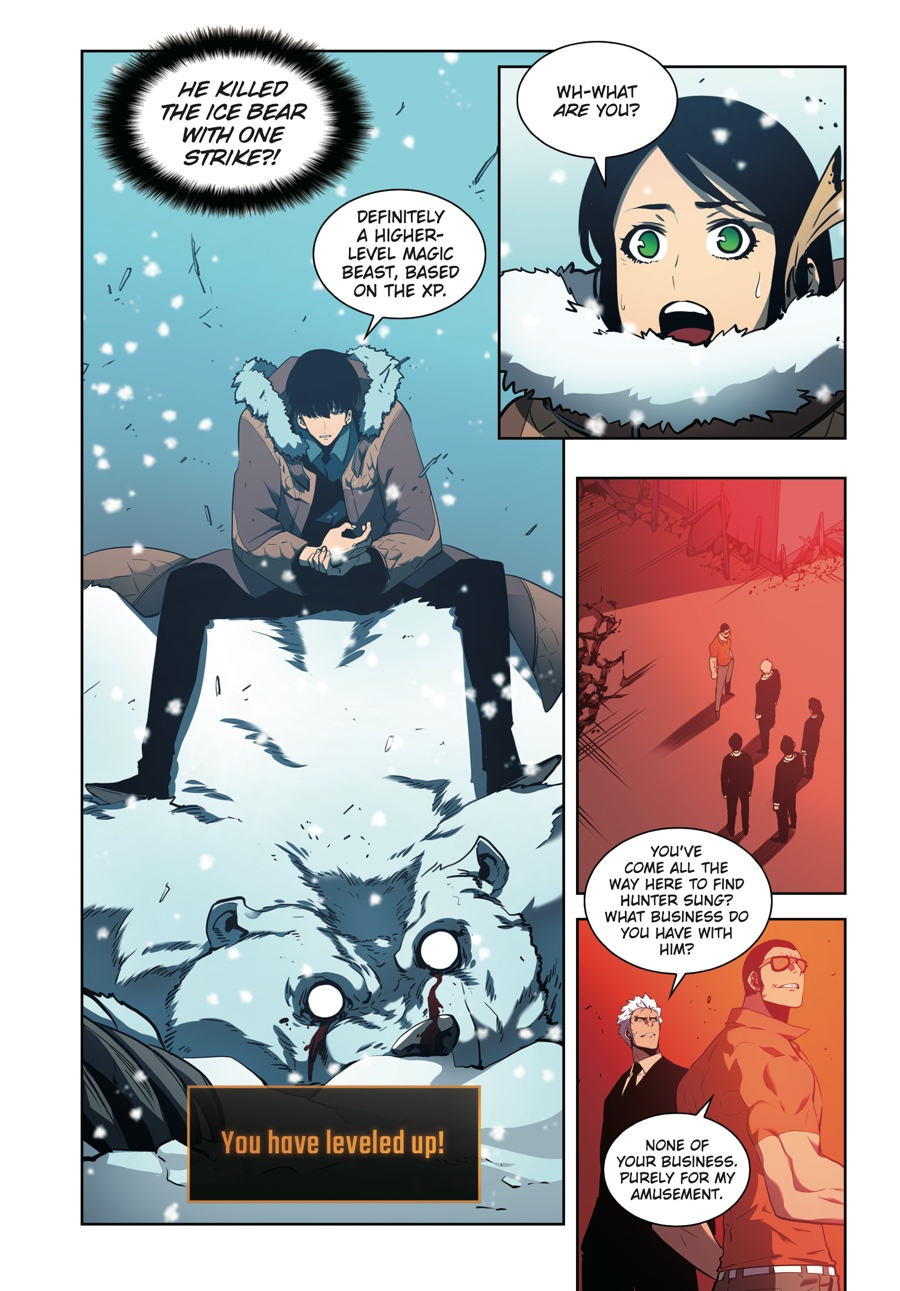 HE KILLED
THE ICE BEAR
WITH ONE
STRIKE?!
DEFINITELY
A HIGHER-
LEVEL MAGIC
BEAST, BASED
ON THE XP.
WH-WHAT
ARE YOU?
You have leveled up!
YOU'VE
COME ALL THE
WAY HERE TO FIND
HUNTER SUNG?
WHAT BUSINESS DO
YOU HAVE WITH
HIM?
NONE OF
YOUR BUSINESS.
PURELY FOR MY
AMUSEMENT.